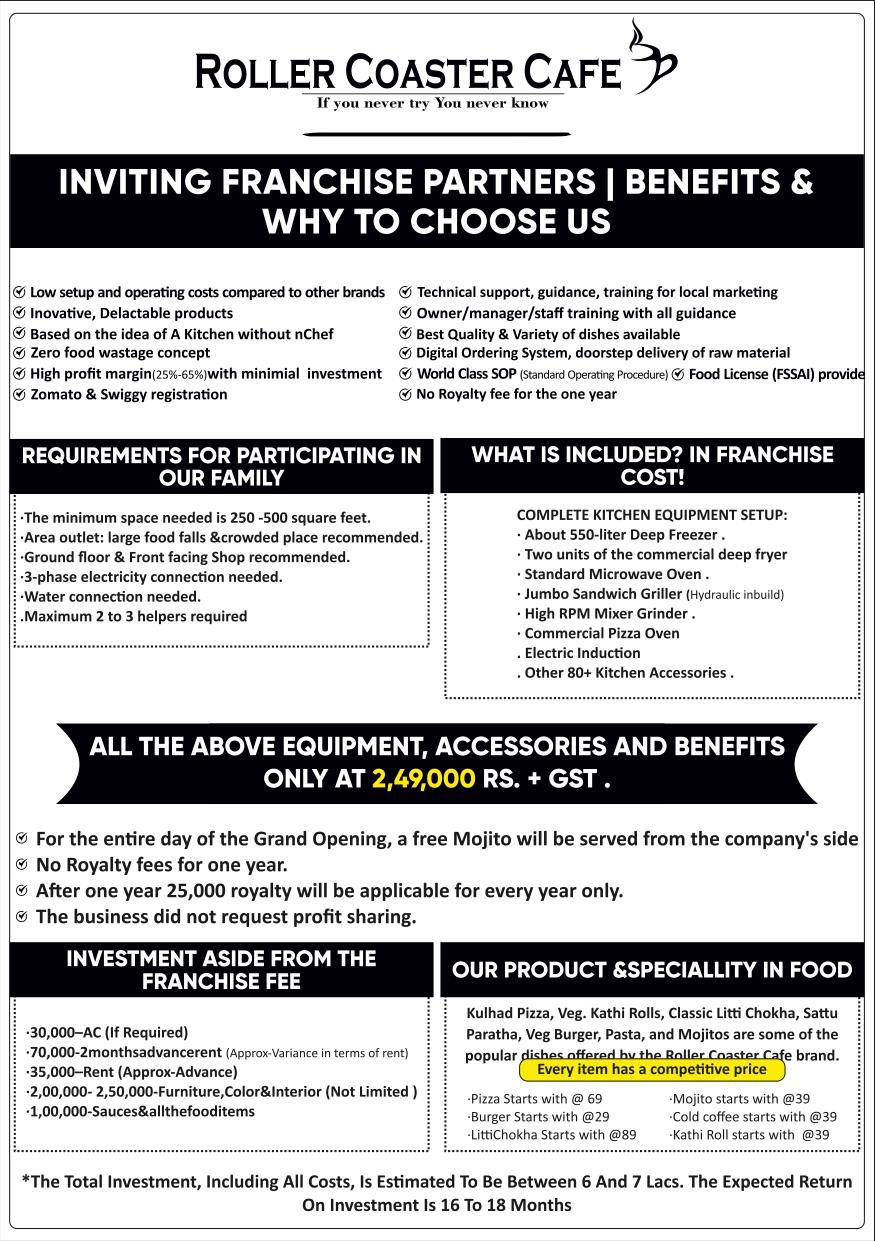 ROLLER COASTER CAFE
If you never try You never know
INVITING FRANCHISE PARTNERS | BENEFITS &
WHY TO CHOOSE US
Low setup and operating costs compared to other brands
Inovative, Delactable products
Based on the idea of A Kitchen without nChef
Zero food wastage concept
High profit margin(25%-65%)with minimial investment
Zomato & Swiggy registration
Technical support, guidance, training for local marketing
Owner/manager/staff training with all guidance
Best Quality & Variety of dishes available
Digital Ordering System, doorstep delivery of raw material
World Class SOP (Standard Operating Procedure) Food License (FSSAI) provide
No Royalty fee for the one year
REQUIREMENTS FOR PARTICIPATING IN
OUR FAMILY
·The minimum space needed is 250 -500 square feet.
·Area outlet: large food falls &crowded place recommended.
·Ground floor & Front facing Shop recommended.
·3-phase electricity connection needed.
·Water connection needed.
.Maximum 2 to 3 helpers required
WHAT IS INCLUDED? IN FRANCHISE
COST!
COMPLETE KITCHEN EQUIPMENT SETUP:
· About 550-liter Deep Freezer .
· Two units of the commercial deep fryer
· Standard Microwave Oven .
· Jumbo Sandwich Griller (Hydraulic inbuild)
· High RPM Mixer Grinder .
· Commercial Pizza Oven
. Electric Induction
. Other 80+ Kitchen Accessories .
ALL THE ABOVE EQUIPMENT, ACCESSORIES AND BENEFITS
ONLY AT 2,49,000 RS. + GST .
For the entire day of the Grand Opening, a free Mojito will be served from the company's side
No Royalty fees for one year.
After one year 25,000 royalty will be applicable for every year only.
The business did not request profit sharing.
INVESTMENT ASIDE FROM THE
FRANCHISE FEE
·30,000–AC (If Required)
·70,000-2monthsadvancerent (Approx-Variance in terms of rent)
·35,000–Rent (Approx-Advance)
·2,00,000- 2,50,000-Furniture,Color&Interior (Not Limited )
·1,00,000-Sauces&allthefooditems
OUR PRODUCT &SPECIALLITY IN FOOD
Kulhad Pizza, Veg. Kathi Rolls, Classic Litti Chokha, Sattu
Paratha, Veg Burger, Pasta, and Mojitos are some of the
popular dishes offered by the Roller Coaster Cafe brand.
Every item has a competitive price
·Pizza Starts with @ 69
·Burger Starts with @29
·LittiChokha Starts with @89
·Mojito starts with @39
·Cold coffee starts with @39
·Kathi Roll starts with @39
*The Total Investment, Including All Costs, Is Estimated To Be Between 6 And 7 Lacs. The Expected Return
On Investment Is 16 To 18 Months